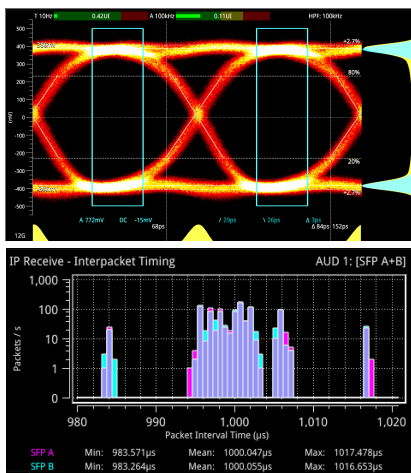 T 10Hz 0.42UI A 100kHz 0.11UI HPF: 100kHz
500
400
300
200
100
0
-100
-200
-300
-400
-500
(mV)
+2.7%
80%
20%
A 772mV DC -15mV / 29ps \ 26ps Δ 3ps
68ps Δ 84ps 152ps
12G
IP Receive - Interpacket Timing AUD 1: [SFP A+B]
Packets / s
1,000
100
10
1
0
980 990 1,000 1,010 1,020
Packet Interval Time (µs)
SFP A Min: 983.571µs Mean: 1000.047µs Max: 1017.478µs
SFP B Min: 983.264µs Mean: 1000.055µs Max: 1016.653µs